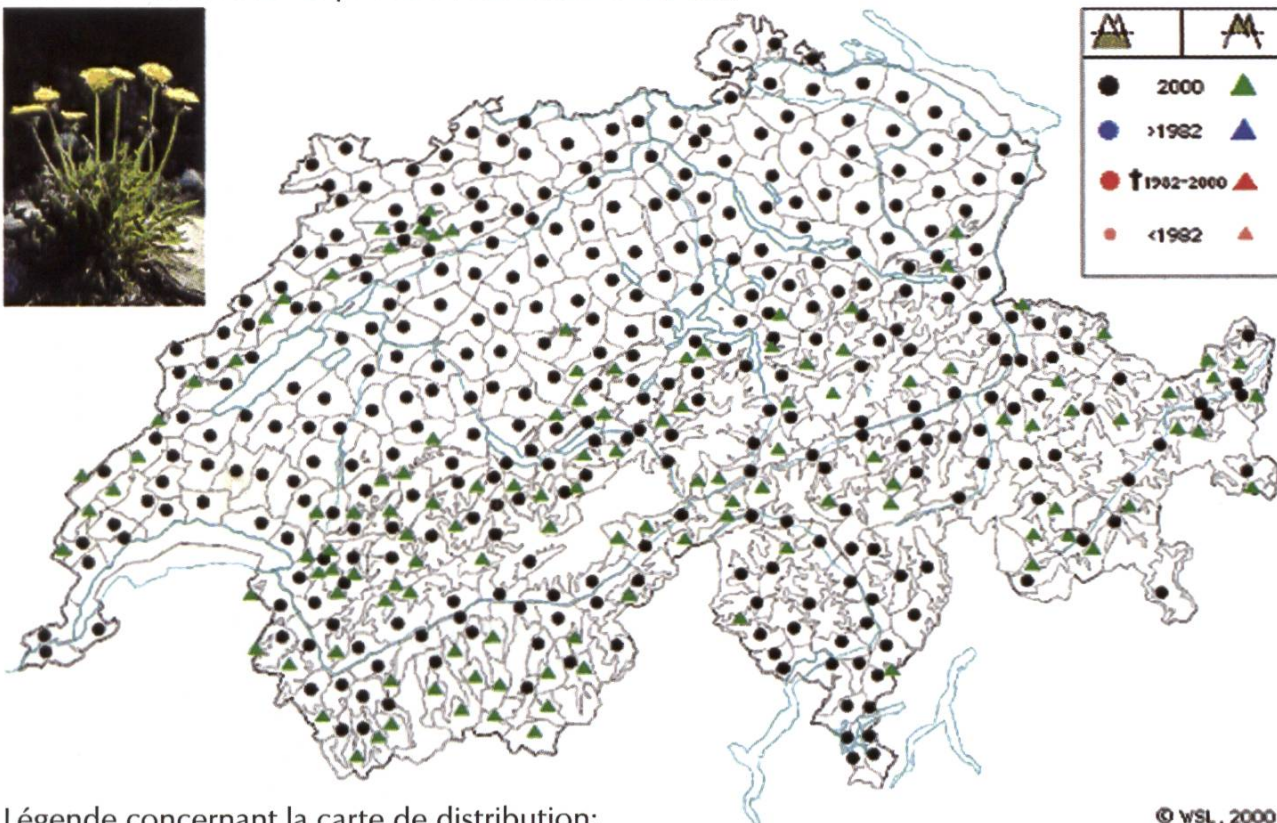 2000
>1982
†1982-2000
<1982
Légende concernant la carte de distribution:
© WSL, 2000